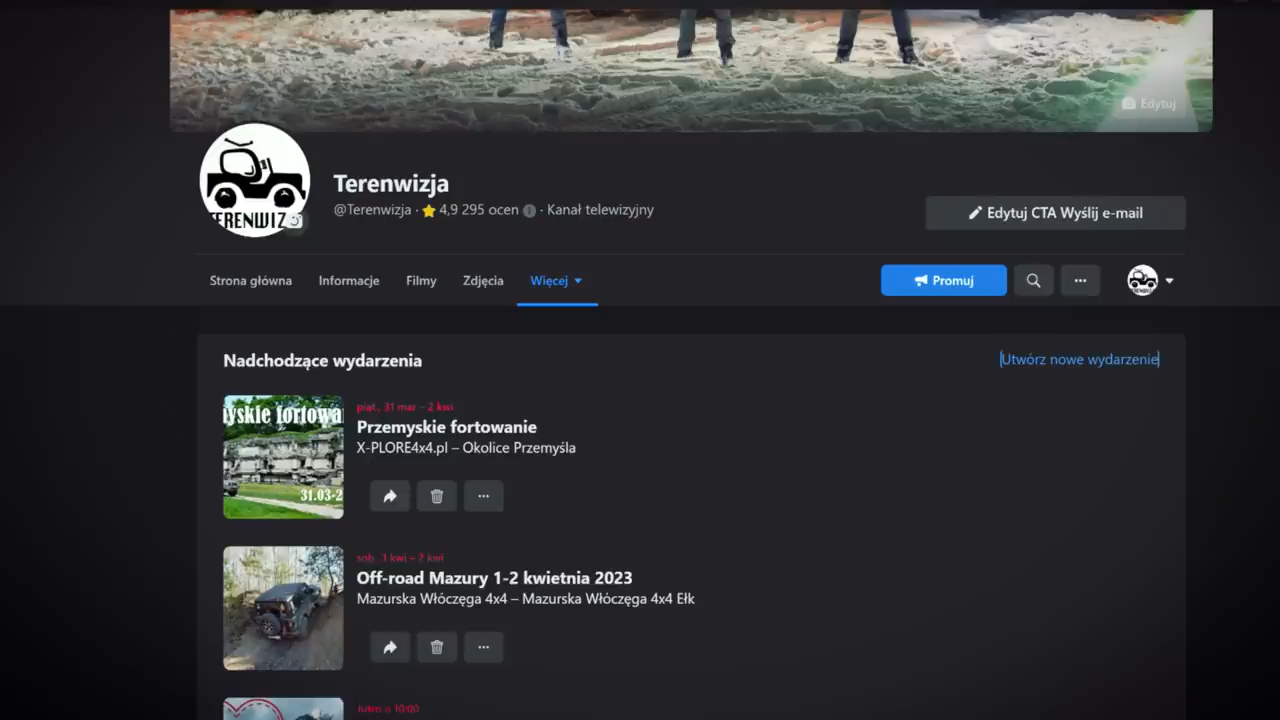 Edytuj
TERENWIZ
Terenwizja
@Terenwizja · 4,9 295 ocen · Kanał telewizyjny
Edytuj CTA Wyślij e-mail
Strona główna
Informacje
Filmy
Zdjęcia
Więcej
Promuj
Nadchodzące wydarzenia
Utwórz nowe wydarzenie
yskie fortowa
31.03-2
piąt., 31 mar – 2 kwi
Przemyskie fortowanie
X-PLORE4x4.pl – Okolice Przemyśla
sob., 1 kwi – 2 kwi
Off-road Mazury 1-2 kwietnia 2023
Mazurska Włóczęga 4x4 – Mazurska Włóczęga 4x4 Ełk
10:00